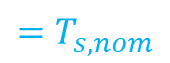 = T_{s,nom}